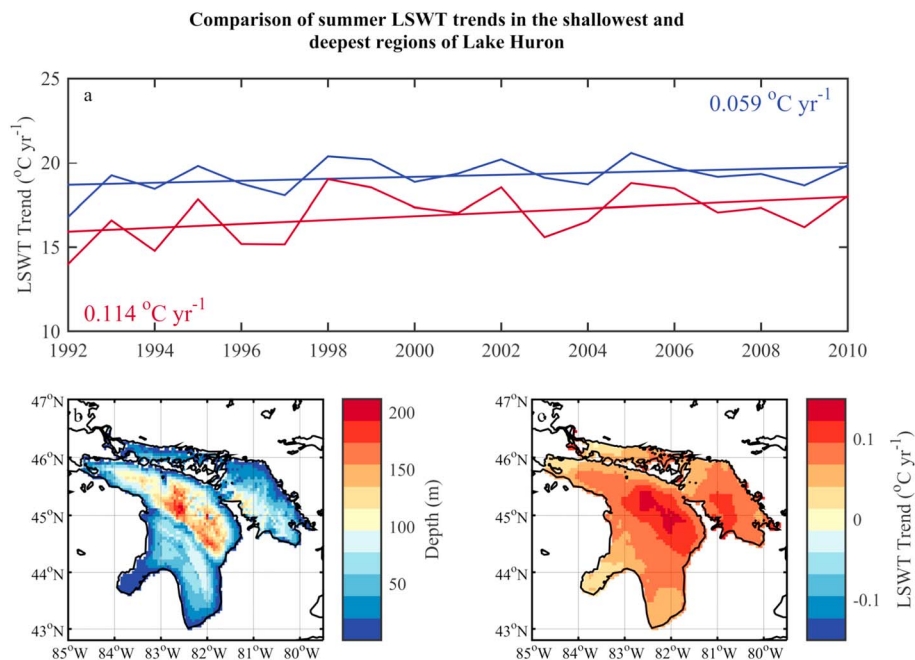 Comparison of summer LSWT trends in the shallowest and
deepest regions of Lake Huron
a
0.059 °C yr⁻¹
0.114 °C yr⁻¹
LSWT Trend (°C yr⁻¹)
25
20
15
10
1992 1994 1996 1998 2000 2002 2004 2006 2008 2010
b
47°N
46°N
45°N
44°N
43°N
85°W 84°W 83°W 82°W 81°W 80°W
200
150
100
50
Depth (m)
c
47°N
46°N
45°N
44°N
43°N
85°W 84°W 83°W 82°W 81°W 80°W
0.1
0
-0.1
LSWT Trend (°C yr⁻¹)